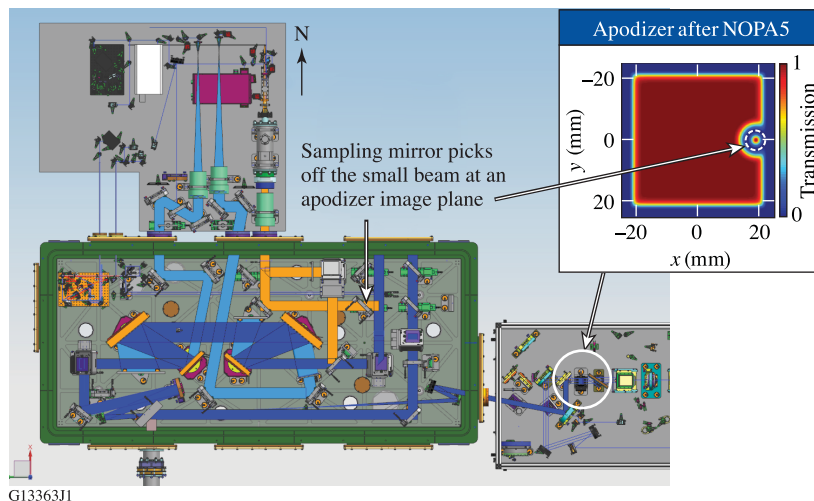 N
Sampling mirror picks
off the small beam at an
apodizer image plane
Apodizer after NOPA5
−20
0
20
y (mm)
−20 0 20
x (mm)
1
0
Transmission
G13363J1